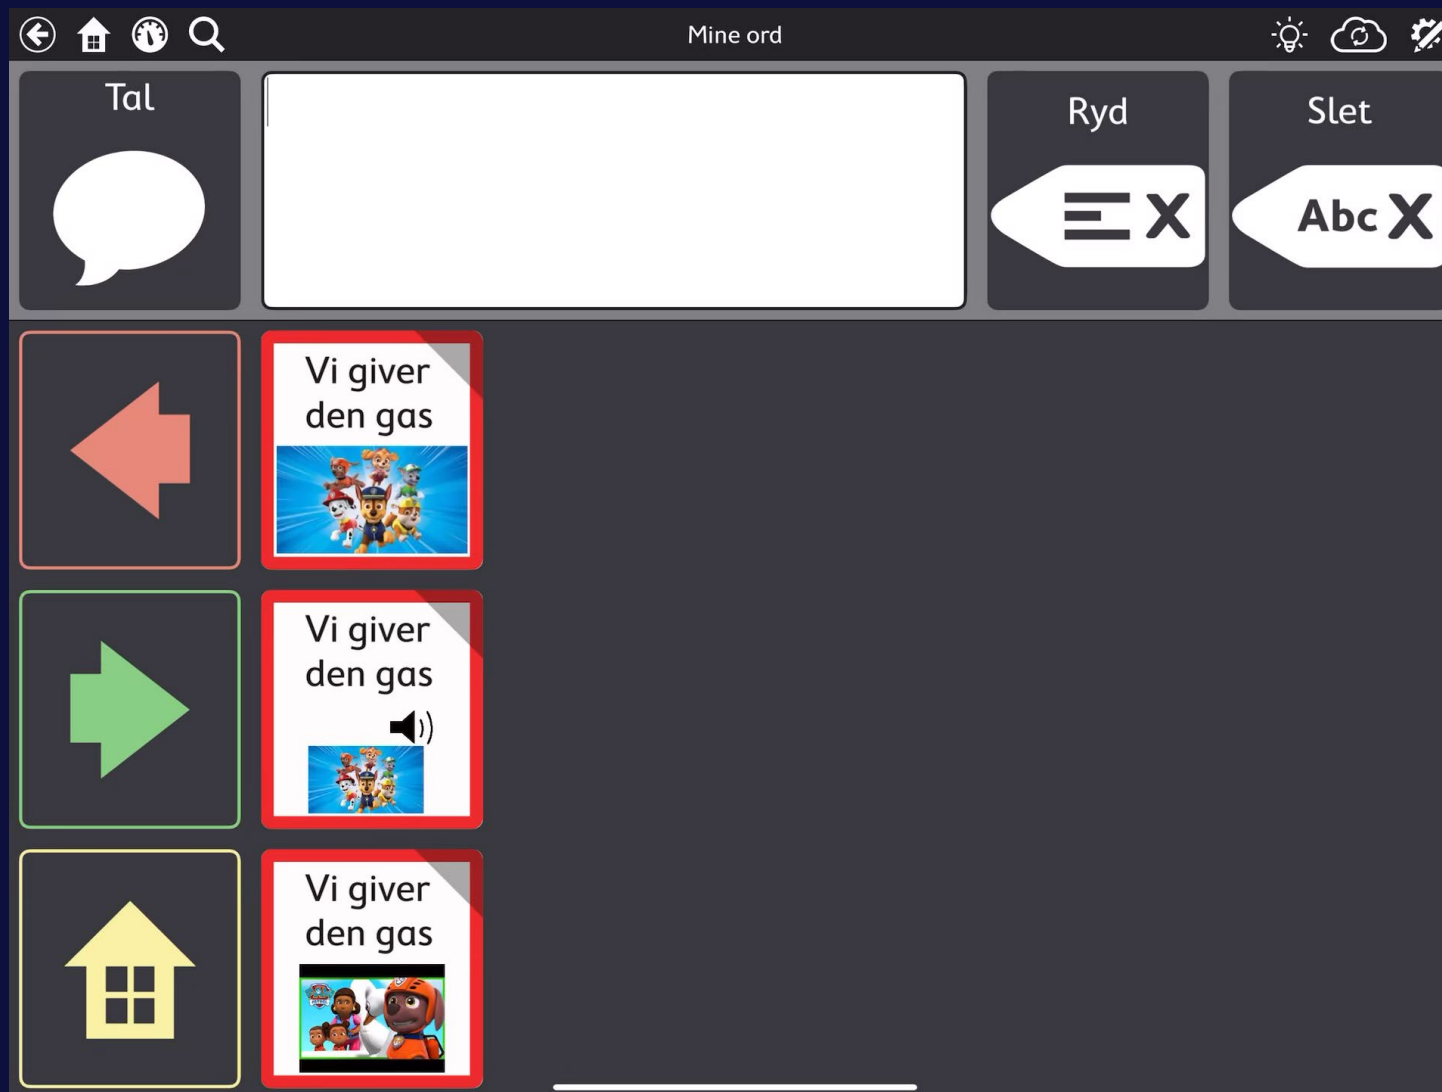 Mine ord
Tal
Ryd
Slet
Abc X
Vi giver
den gas
Vi giver
den gas
Vi giver
den gas